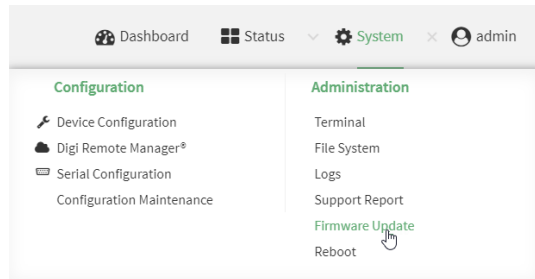 Dashboard Status System admin
Configuration
Device Configuration
Digi Remote Manager®
Serial Configuration
Configuration Maintenance
Administration
Terminal
File System
Logs
Support Report
Firmware Update
Reboot